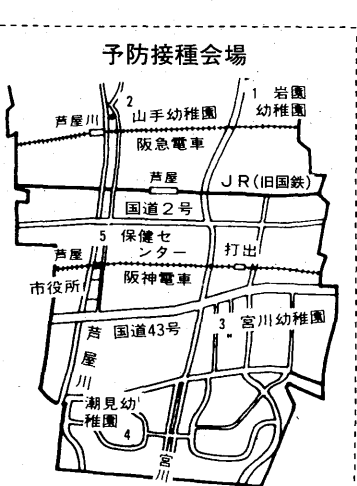 予防接種会場
1 岩園
幼稚園
2
山手幼稚園
芦屋川
阪急電車
芦屋
JR(旧国鉄)
国道2号
5 保健セ
ンター
打出
芦屋
阪神電車
市役所
国道43号
3 宮川幼稚園
芦屋川
潮見幼
稚園
4
宮川